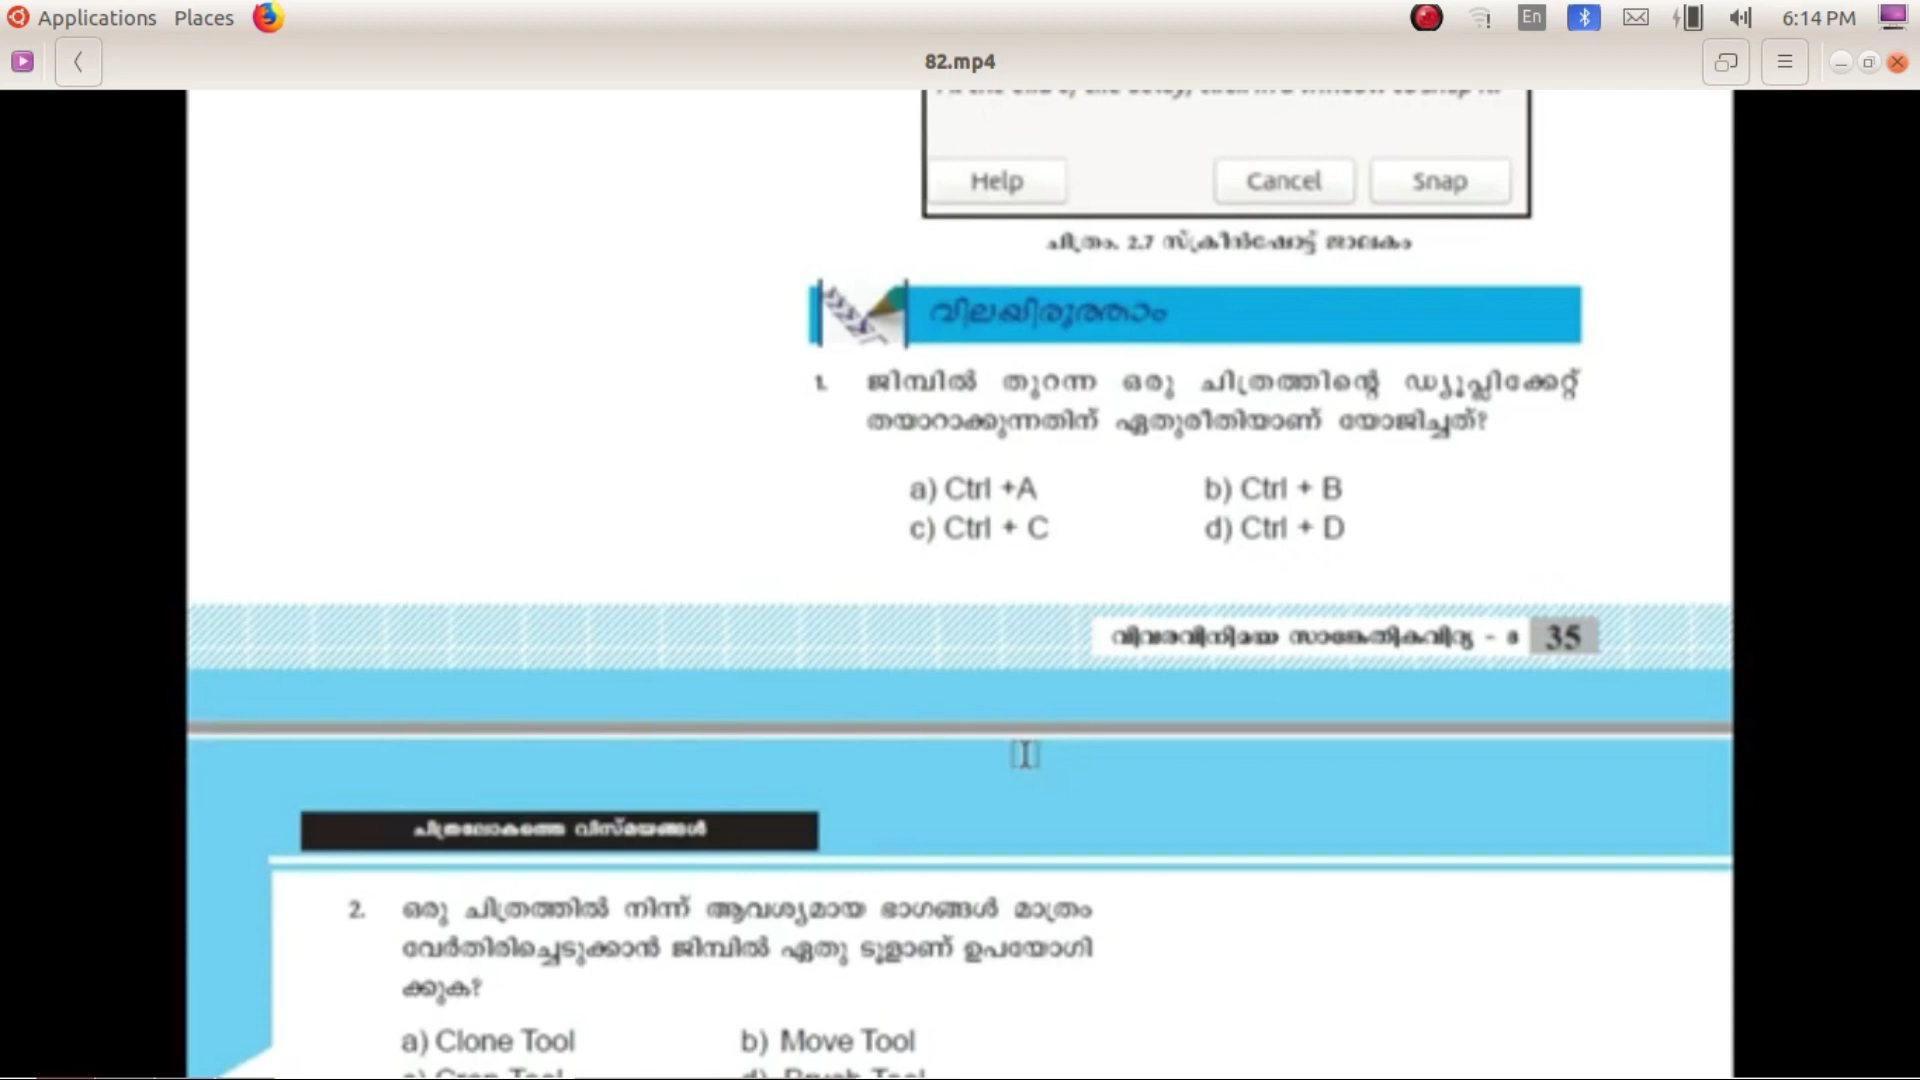 Applications Places En 6:14 PM
82.mp4
Help Cancel Snap
ചിത്രം. 2.7 സ്ക്രീൻഷോട്ട് ജാലകം
വിലയിരുത്താം
1. ജിമ്പിൽ തുറന്ന ഒരു ചിത്രത്തിന്റെ ഡ്യൂപ്ലിക്കേറ്റ്
തയാറാക്കുന്നതിന് ഏതുരീതിയാണ് യോജിച്ചത്?
a) Ctrl +A b) Ctrl + B
c) Ctrl + C d) Ctrl + D
വിവരവിനിമയ സാങ്കേതികവിദ്യ - 8 35
ചിത്രലോകത്തെ വിസ്മയങ്ങൾ
2. ഒരു ചിത്രത്തിൽ നിന്ന് ആവശ്യമായ ഭാഗങ്ങൾ മാത്രം
വേർതിരിച്ചെടുക്കാൻ ജിമ്പിൽ ഏതു ടൂളാണ് ഉപയോഗി
ക്കുക?
a) Clone Tool b) Move Tool